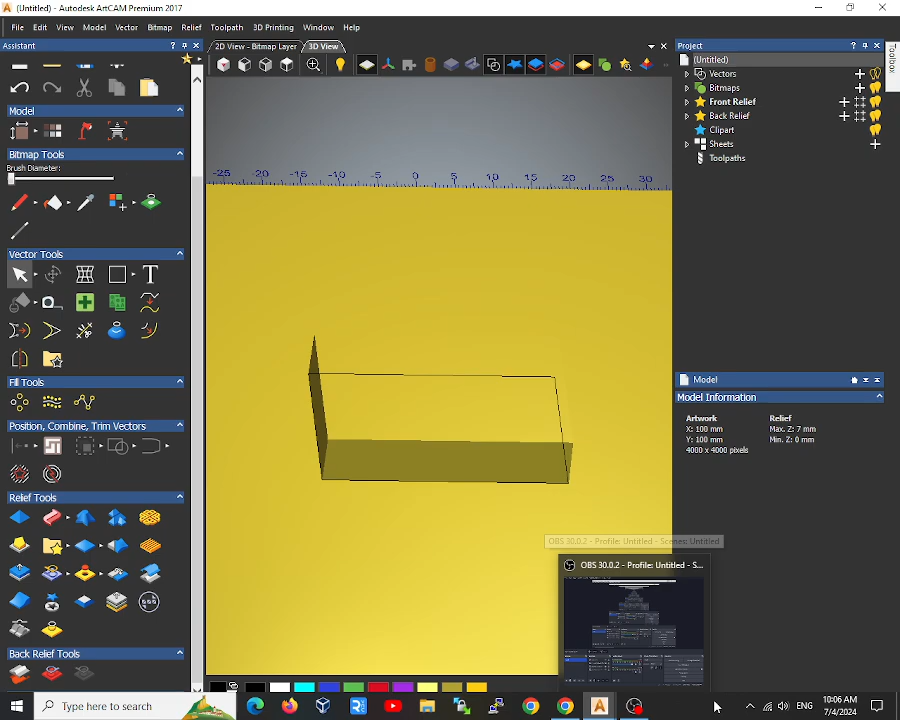 (Untitled) - Autodesk ArtCAM Premium 2017
File Edit View Model Vector Bitmap Relief Toolpath 3D Printing Window Help
Assistant
2D View - Bitmap Layer
3D View
Project
Toolbox
(Untitled)
Vectors
Bitmaps
Front Relief
Back Relief
Clipart
Sheets
Toolpaths
Model
Bitmap Tools
Brush Diameter:
Vector Tools
Fill Tools
Position, Combine, Trim Vectors
Relief Tools
Back Relief Tools
-25 -20 -15 -10 -5 0 5 10 15 20 25 30
Model
Model Information
Artwork
X: 100 mm
Y: 100 mm
4000 x 4000 pixels
Relief
Max. Z: 7 mm
Min. Z: 0 mm
OBS 30.0.2 - Profile: Untitled - Scenes: Untitled
OBS 30.0.2 - Profile: Untitled - S...
Type here to search
ENG
10:06 AM
7/4/2024